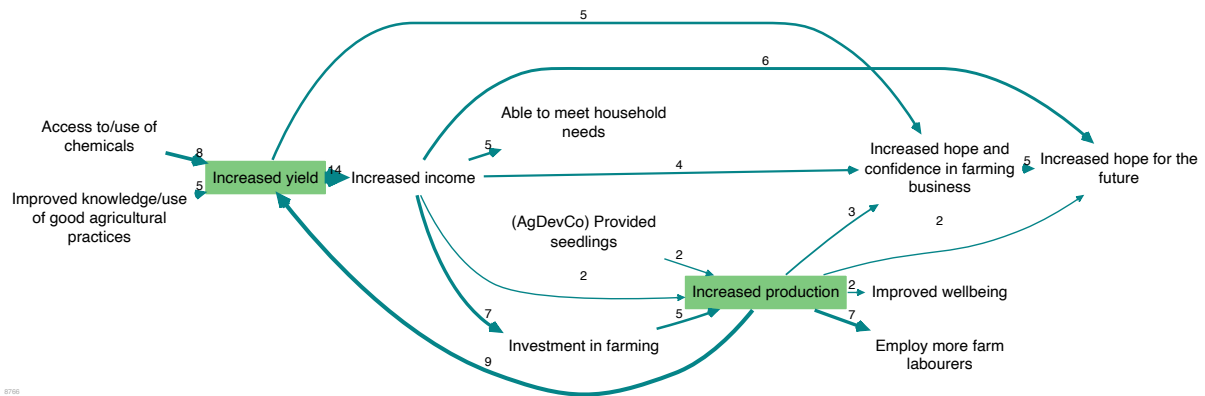 5
6
Able to meet household
needs
Access to/use of
chemicals
8
5
Increased hope and
confidence in farming
business
Increased hope for the
future
5
Increased yield
14
Increased income
4
5
Improved knowledge/use
of good agricultural
practices
(AgDevCo) Provided
seedlings
3
2
2
2
Increased production
2
Improved wellbeing
7
5
7
Investment in farming
Employ more farm
labourers
9
8766